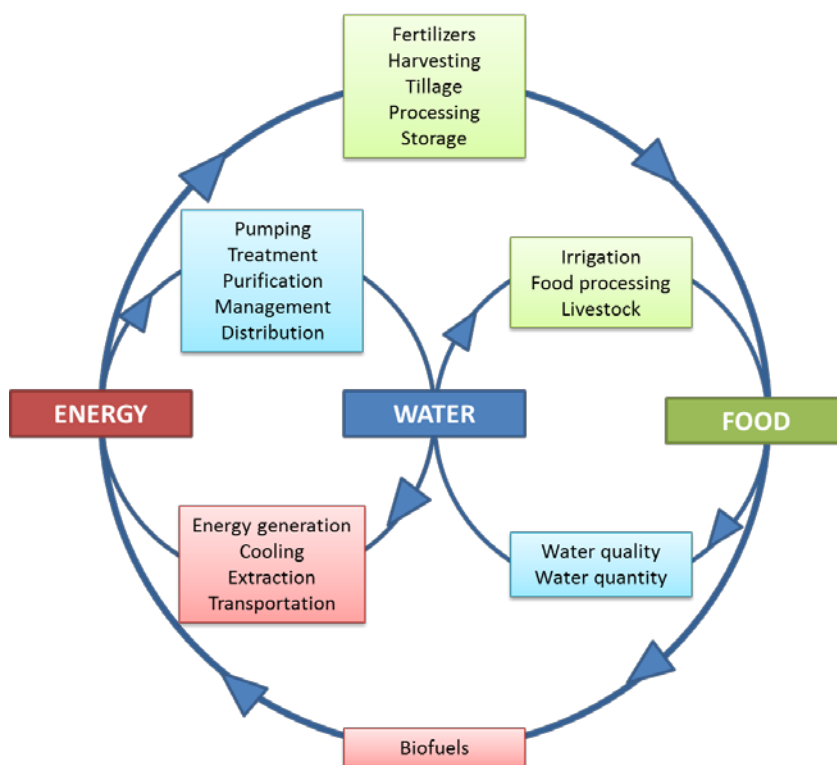 Fertilizers
Harvesting
Tillage
Processing
Storage
Pumping
Treatment
Purification
Management
Distribution
Irrigation
Food processing
Livestock
ENERGY
WATER
FOOD
Energy generation
Cooling
Extraction
Transportation
Water quality
Water quantity
Biofuels